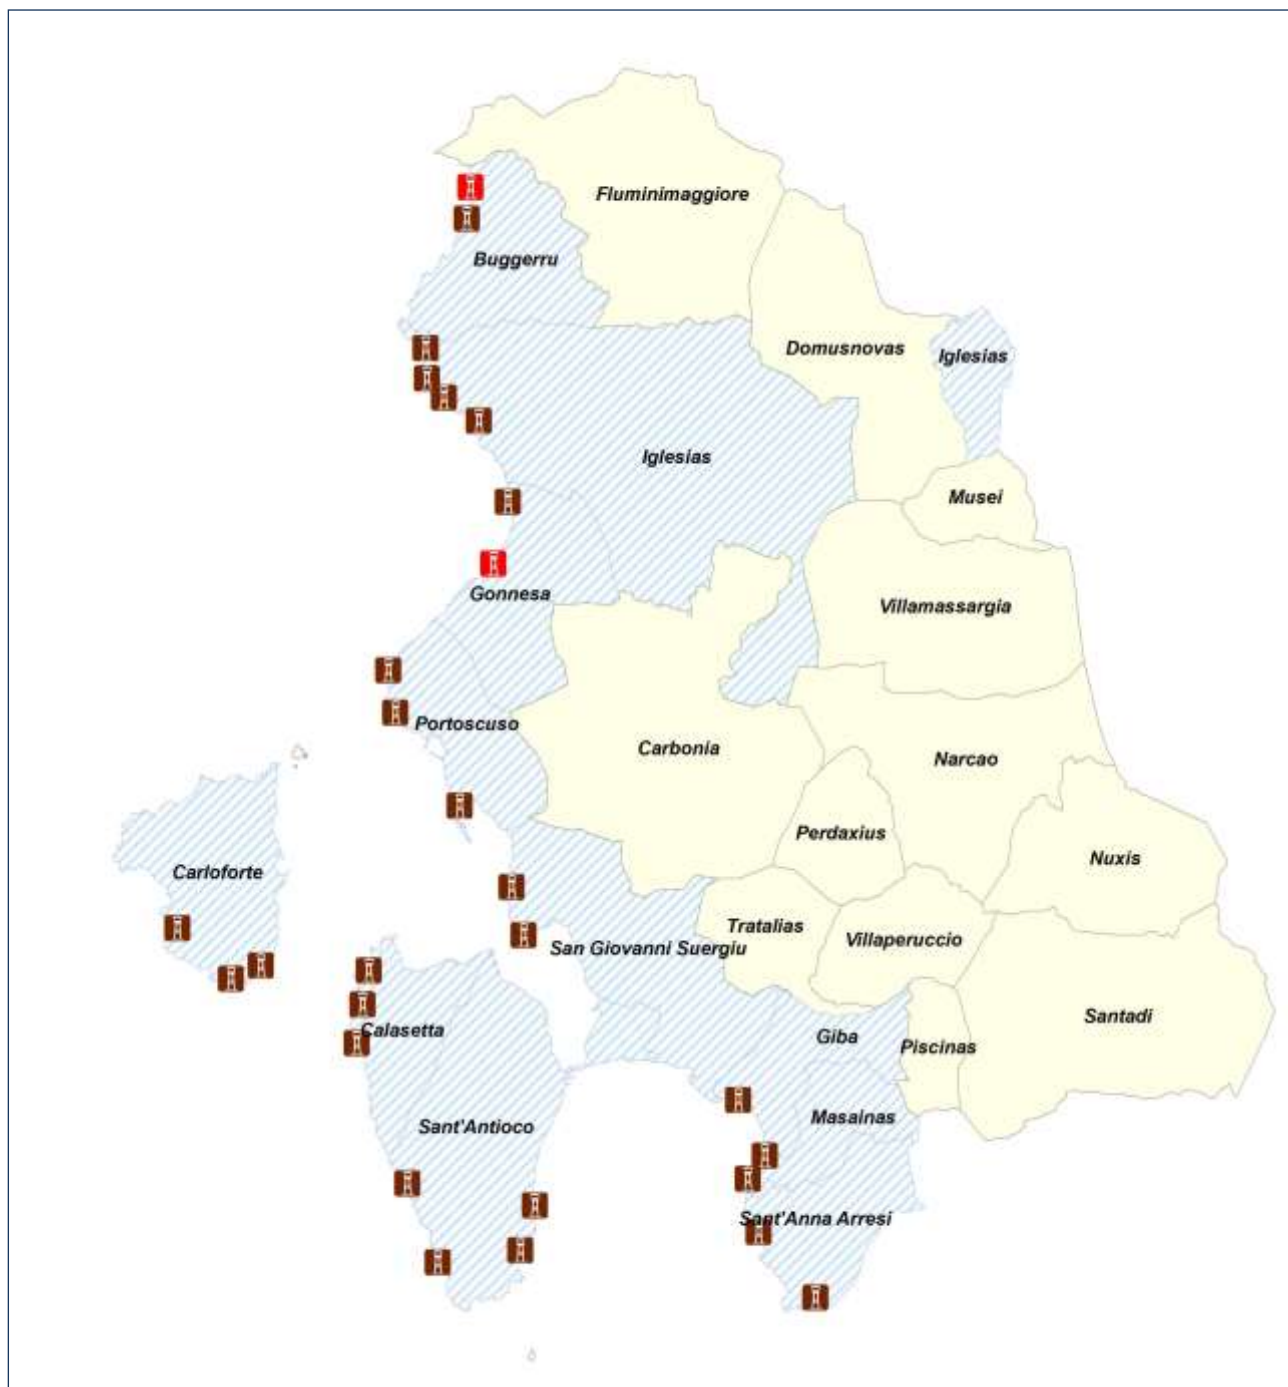 Fluminimaggiore
Buggerru
Domusnovas
Iglesias
Iglesias
Musei
Gonnesa
Villamassargia
Portoscuso
Carbonia
Narcao
Perdaxius
Nuxis
Carloforte
Tratalias
Villaperuccio
San Giovanni Suergiu
Santadi
Calasetta
Giba
Piscinas
Masainas
Sant'Antioco
Sant'Anna Arresi